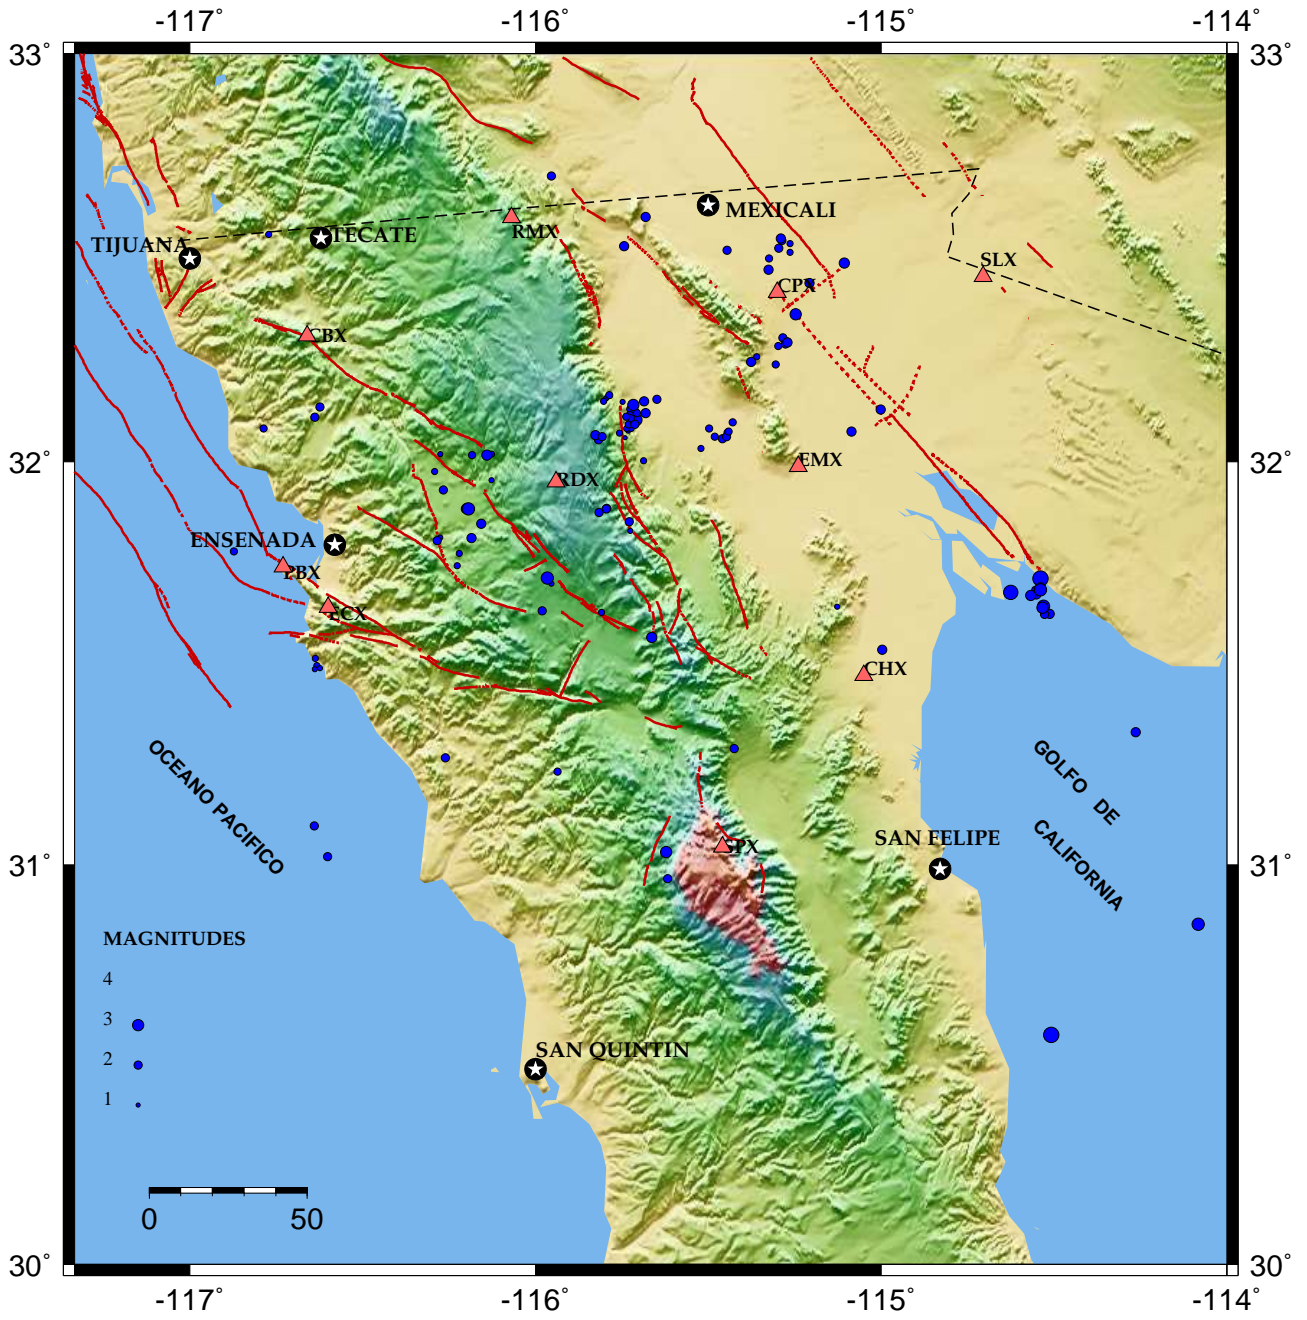 -117° -116° -115° -114°
33° 33°
MEXICALI
TIJUANA TECATE
RMX
SLX
CPX
CBX
32° 32°
EMX
RDX
ENSENADA
PBX
FCX
CHX
OCEANO PACIFICO
GOLFO DE
CALIFORNIA
SAN FELIPE
SPX
31° 31°
MAGNITUDES
4
3
2
1
SAN QUINTIN
0 50
30° 30°
-117° -116° -115° -114°